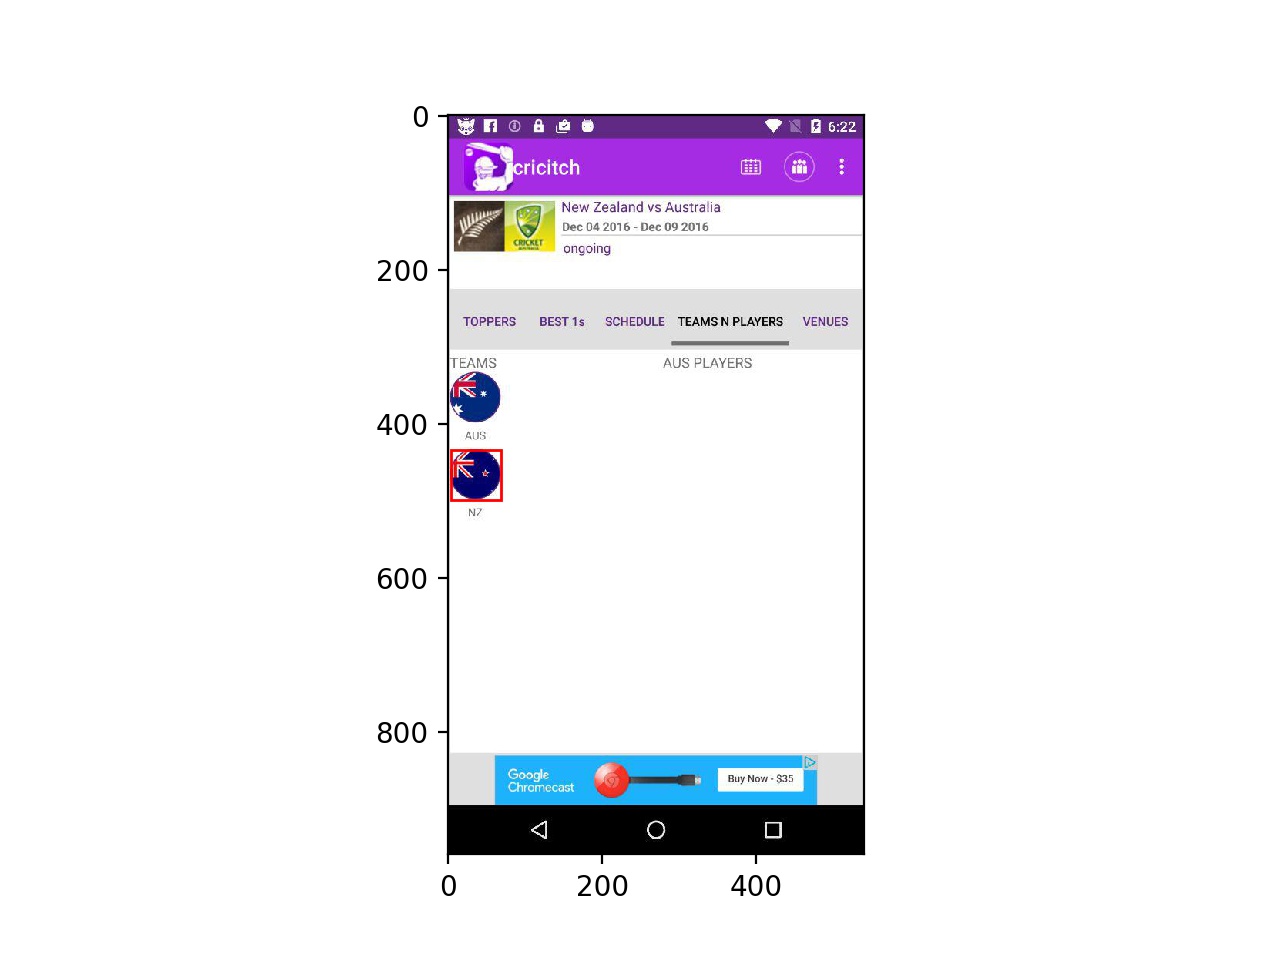 0
200
400
600
800
6:22
cricitch
New Zealand vs Australia
Dec 04 2016 - Dec 09 2016
CRICKET
ongoing
TOPPERS BEST 1s SCHEDULE TEAMS N PLAYERS VENUES
TEAMS AUS PLAYERS
AUS
NZ
Google
Chromecast
Buy Now - $35
0 200 400